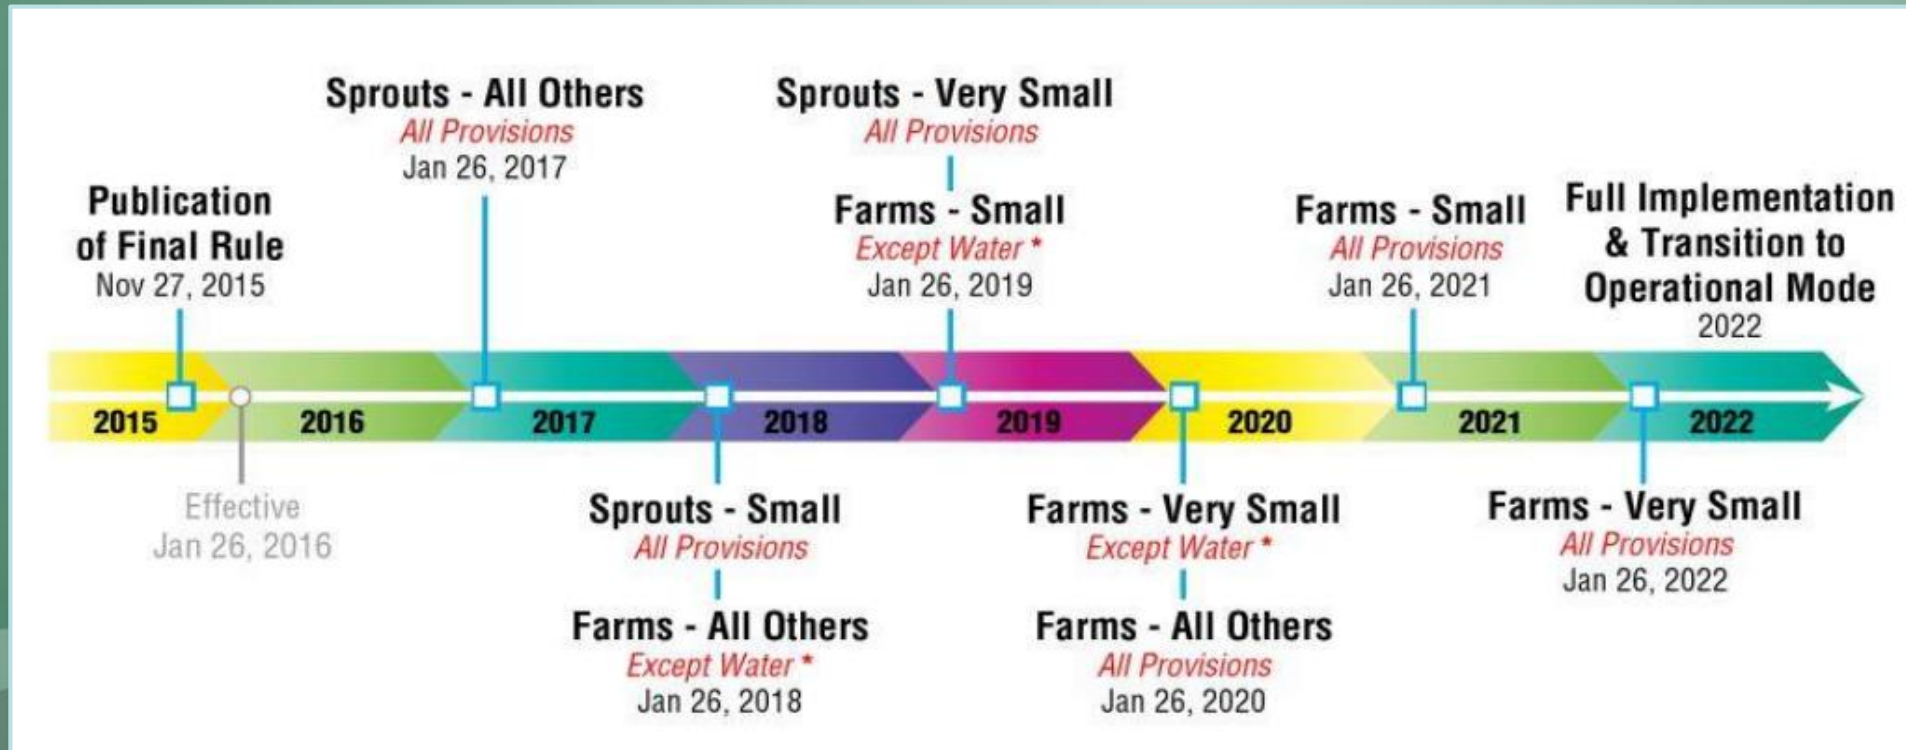 Publication
of Final Rule
Nov 27, 2015
Sprouts - All Others
All Provisions
Jan 26, 2017
Sprouts - Very Small
All Provisions
Farms - Small
Except Water *
Jan 26, 2019
Farms - Small
All Provisions
Jan 26, 2021
Full Implementation
& Transition to
Operational Mode
2022
2015
2016
2017
2018
2019
2020
2021
2022
Effective
Jan 26, 2016
Sprouts - Small
All Provisions
Farms - All Others
Except Water *
Jan 26, 2018
Farms - Very Small
Except Water *
Farms - All Others
All Provisions
Jan 26, 2020
Farms - Very Small
All Provisions
Jan 26, 2022